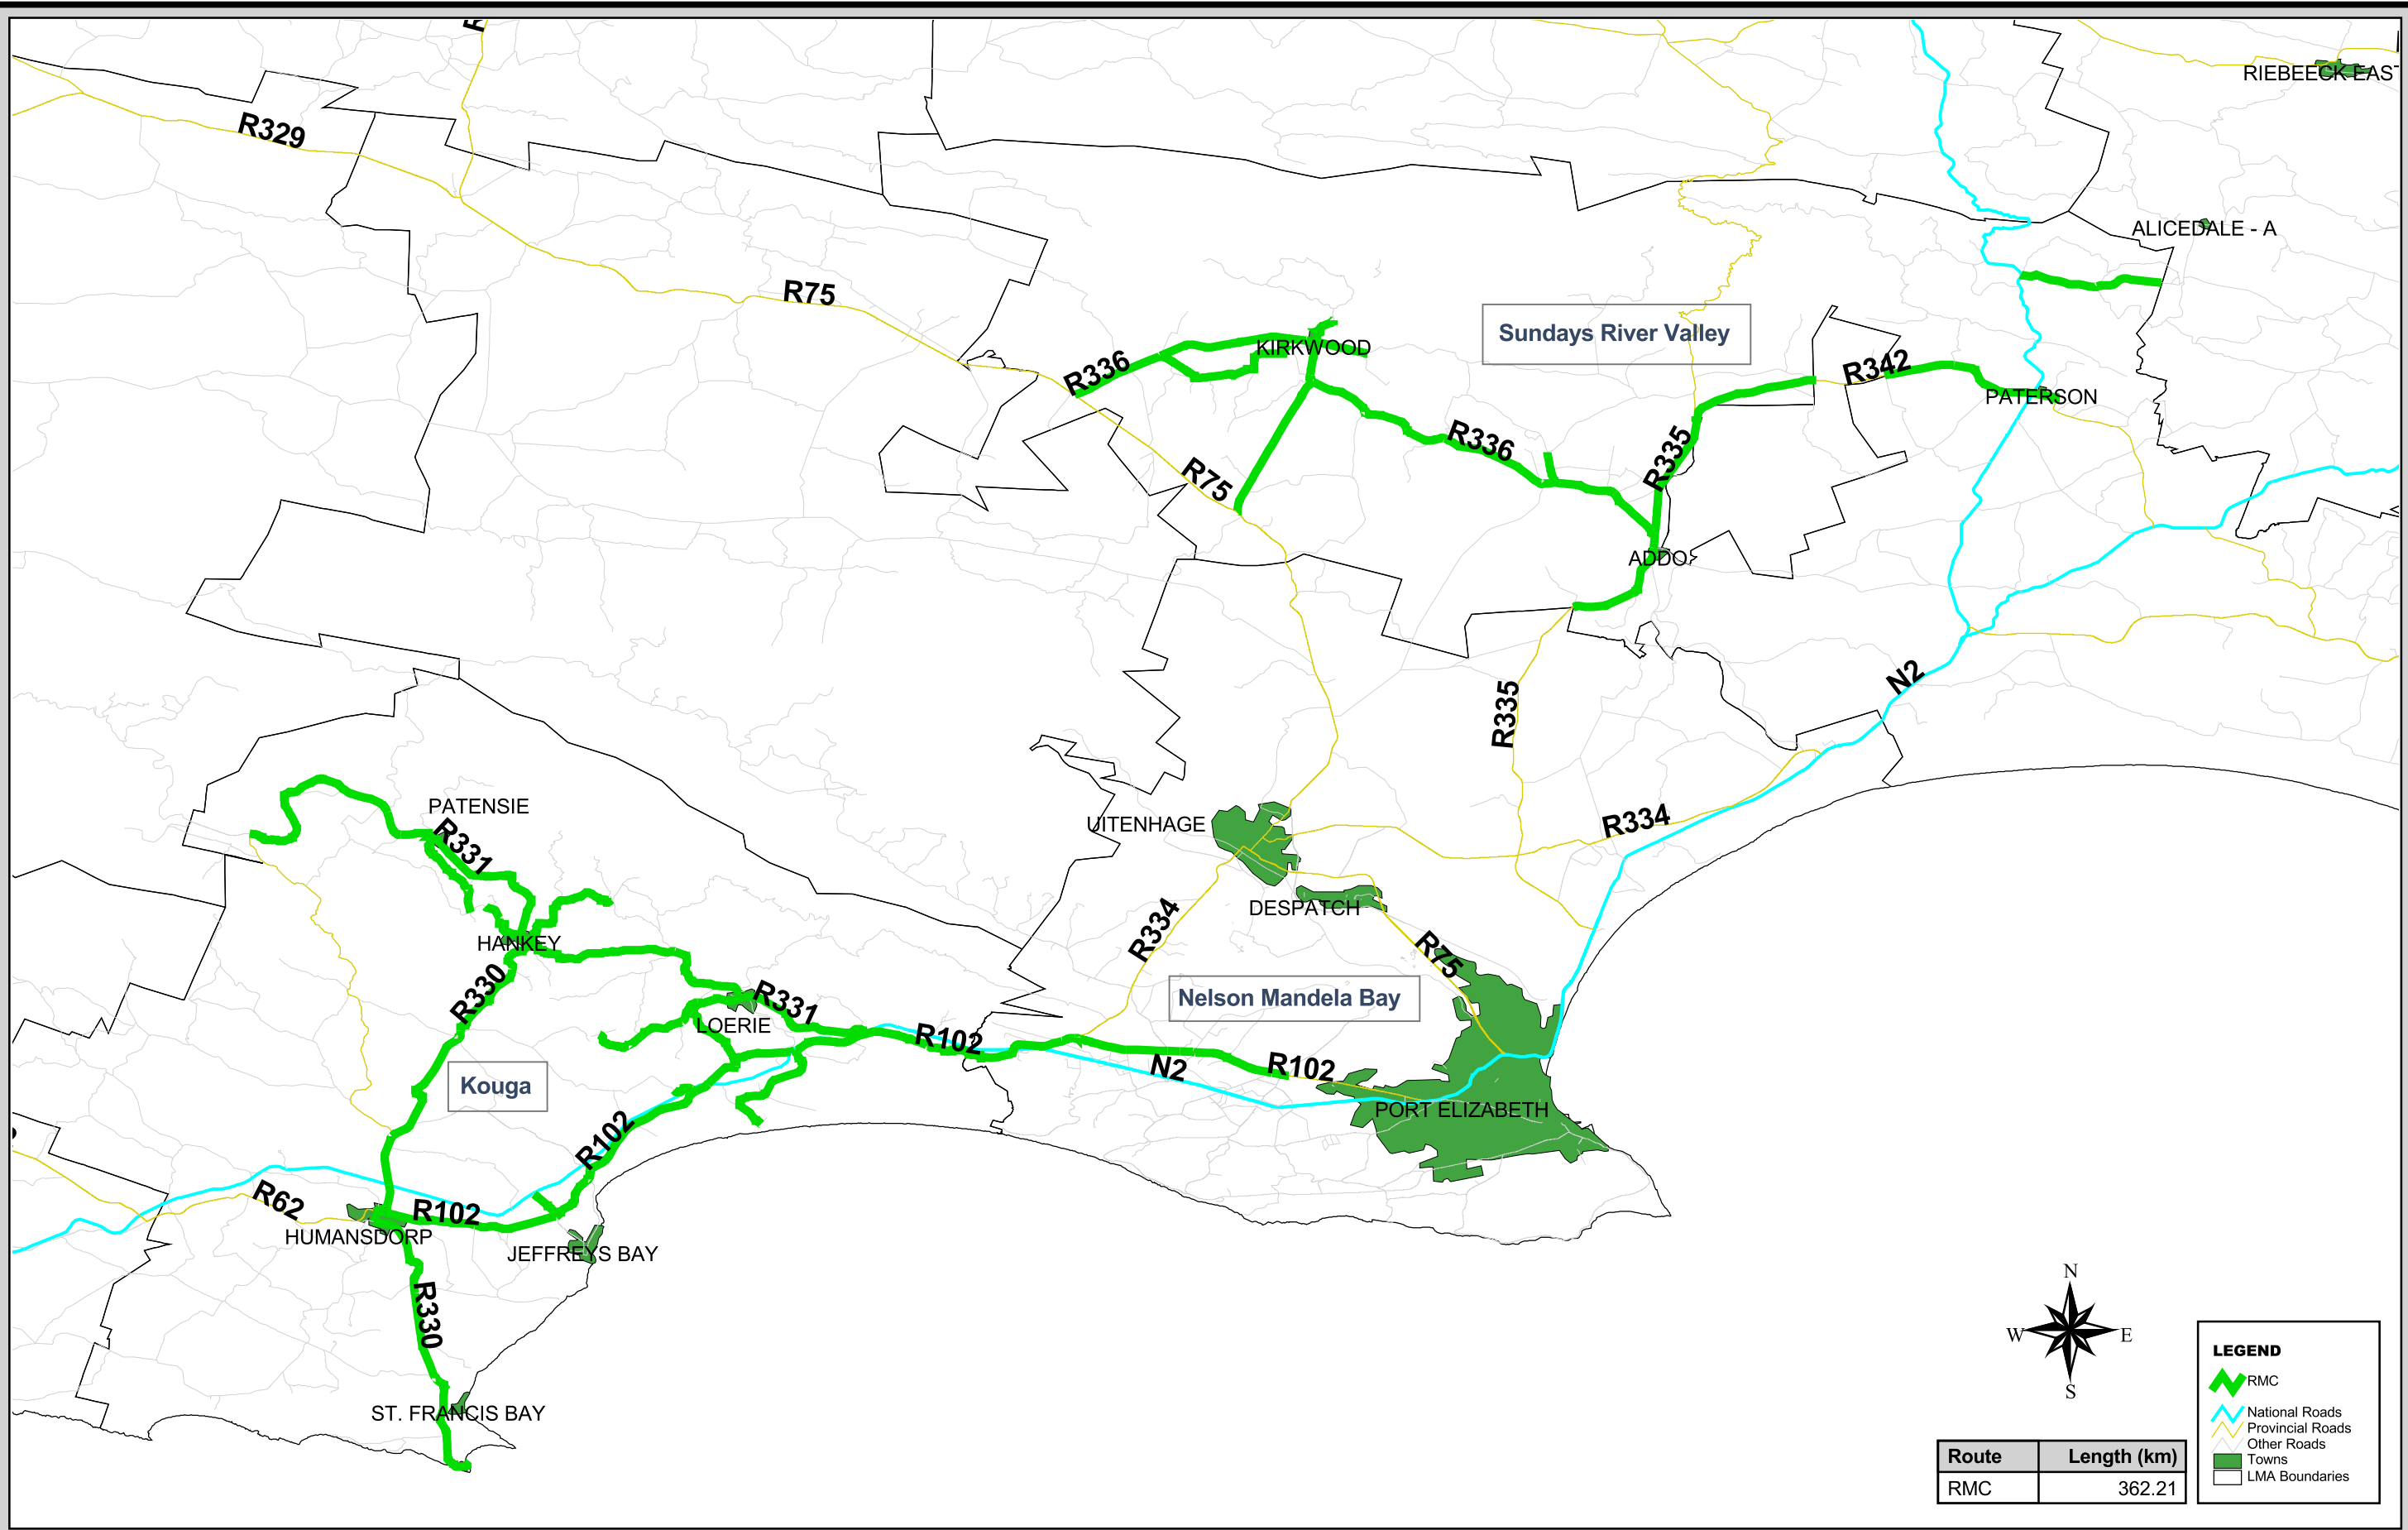 RIEBEECK EAS
R329
ALICEDALE - A
R75
Sundays River Valley
KIRKWOOD
R336
R342
PATERSON
R336
R335
R75
ADDO
N2
R335
PATENSIE
R331
UITENHAGE
R334
DESPATCH
HANKEY
R334
R75
R330
Nelson Mandela Bay
R331
LOERIE
R102
N2
R102
Kouga
PORT ELIZABETH
R102
R62
R102
HUMANSDORP
JEFFREYS BAY
R330
ST. FRANCIS BAY
N
W E
S
LEGEND
RMC
National Roads
Provincial Roads
Other Roads
Towns
LMA Boundaries
Route Length (km)
RMC 362.21